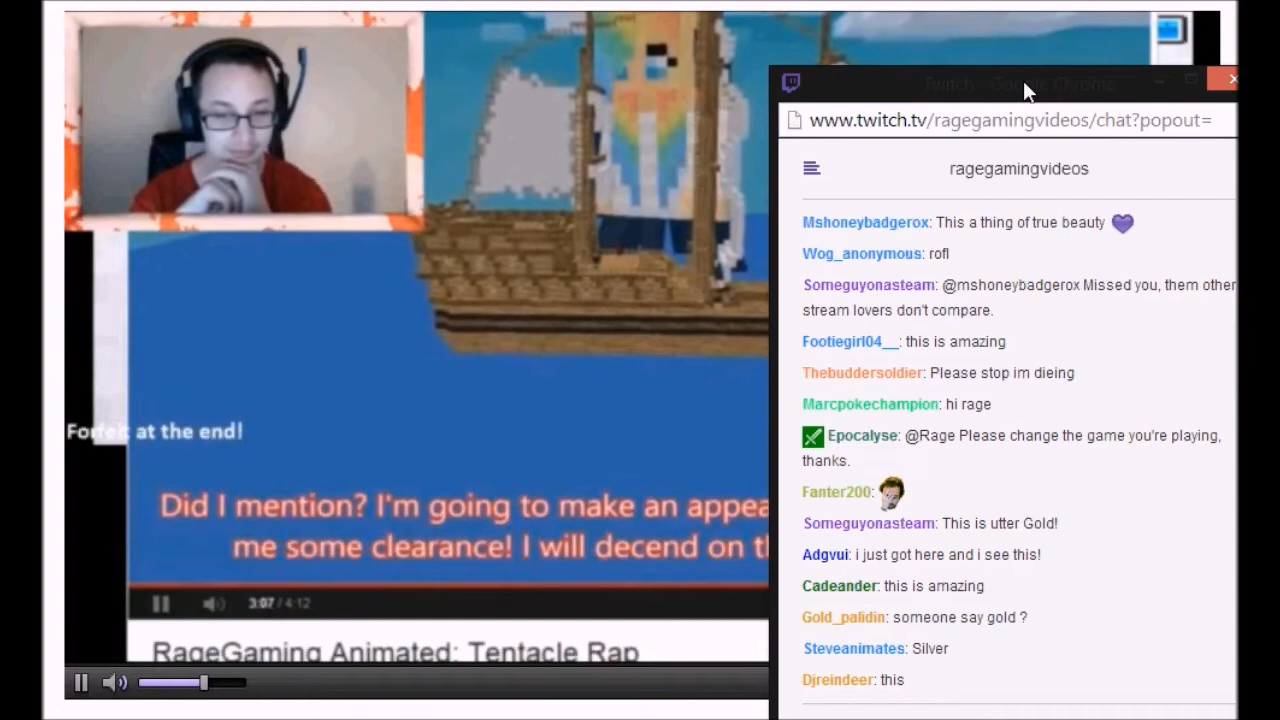 Twitch - Google Chrome
www.twitch.tv/ragegamingvideos/chat?popout=
ragegamingvideos
Mshoneybadgerox: This a thing of true beauty
Wog_anonymous: rofl
Someguyonasteam: @mshoneybadgerox Missed you, them other
stream lovers don't compare.
Footiegirl04__: this is amazing
Thebuddersoldier: Please stop im dieing
Marcpokechampion: hi rage
Epocalyse: @Rage Please change the game you're playing,
thanks.
Fanter200:
Someguyonasteam: This is utter Gold!
Adgvui: i just got here and i see this!
Cadeander: this is amazing
Gold_palidin: someone say gold ?
Steveanimates: Silver
Djreindeer: this
Forfeit at the end!
Did I mention? I'm going to make an appea
me some clearance! I will decend on t
3:07 / 4:12
RageGaming Animated: Tentacle Rap